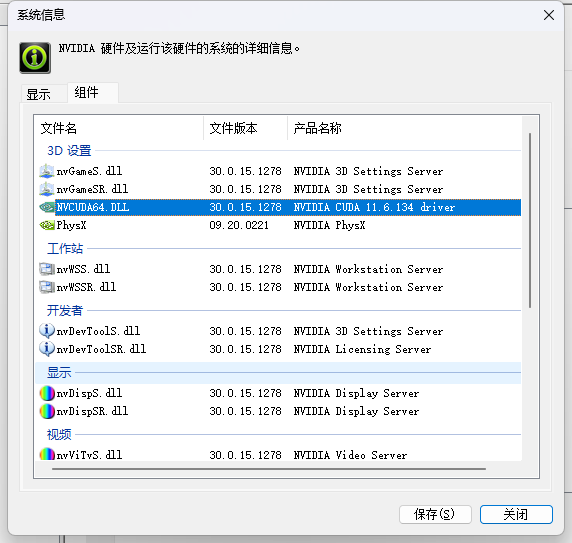 系统信息
NVIDIA 硬件及运行该硬件的系统的详细信息。
显示 组件
文件名 文件版本 产品名称
3D 设置
nvGameS.dll 30.0.15.1278 NVIDIA 3D Settings Server
nvGameSR.dll 30.0.15.1278 NVIDIA 3D Settings Server
NVCUDA64.DLL 30.0.15.1278 NVIDIA CUDA 11.6.134 driver
PhysX 09.20.0221 NVIDIA PhysX
工作站
nvWSS.dll 30.0.15.1278 NVIDIA Workstation Server
nvWSSR.dll 30.0.15.1278 NVIDIA Workstation Server
开发者
nvDevToolS.dll 30.0.15.1278 NVIDIA 3D Settings Server
nvDevToolSR.dll 30.0.15.1278 NVIDIA Licensing Server
显示
nvDispS.dll 30.0.15.1278 NVIDIA Display Server
nvDispSR.dll 30.0.15.1278 NVIDIA Display Server
视频
nvViTvS.dll 30.0.15.1278 NVIDIA Video Server
保存(S) 关闭